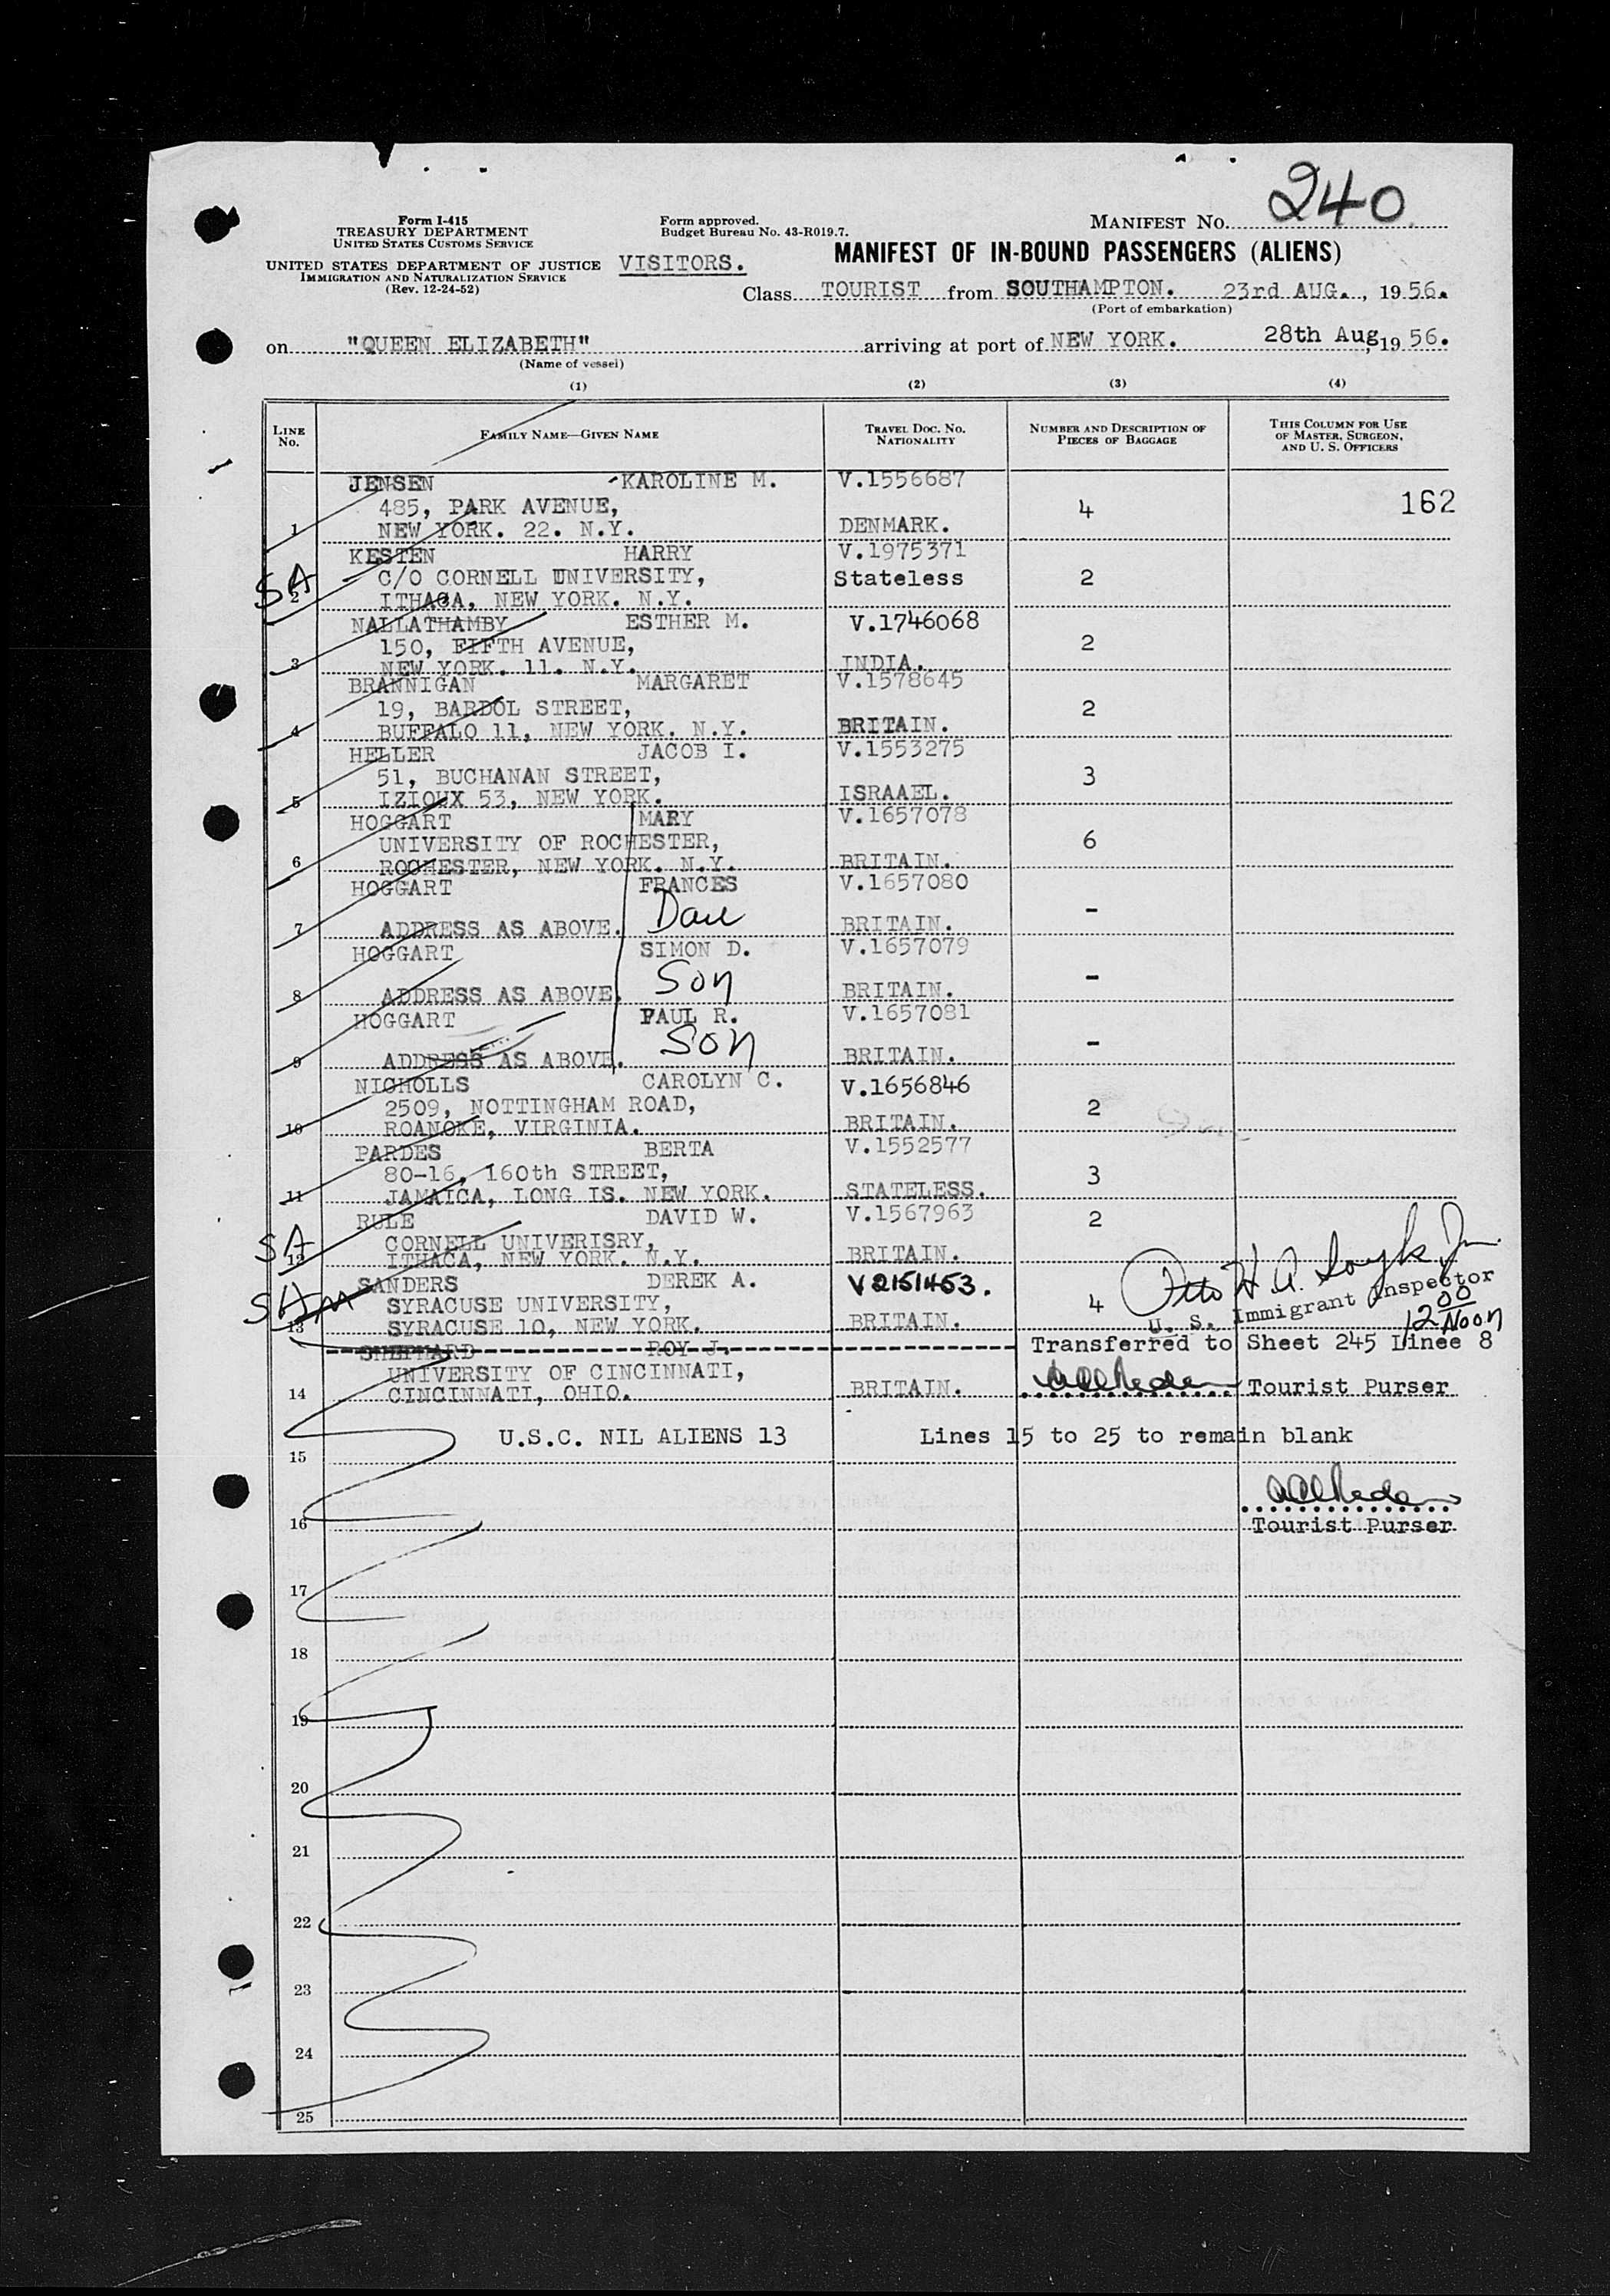 240
Form I-415
TREASURY DEPARTMENT
UNITED STATES CUSTOMS SERVICE
Form approved.
Budget Bureau No. 43-R019.7.
MANIFEST NO.
UNITED STATES DEPARTMENT OF JUSTICE
IMMIGRATION AND NATURALIZATION SERVICE
(Rev. 12-24-52)
VISITORS.
MANIFEST OF IN-BOUND PASSENGERS (ALIENS)
Class TOURIST from SOUTHAMPTON. 23rd AUG., 1956.
(Port of embarkation)
on "QUEEN ELIZABETH" arriving at port of NEW YORK. 28th Aug, 1956.
(Name of vessel)
(1) (2) (3) (4)
LINE NO. FAMILY NAME—GIVEN NAME TRAVEL DOC. NO. NATIONALITY NUMBER AND DESCRIPTION OF PIECES OF BAGGAGE THIS COLUMN FOR USE OF MASTER, SURGEON, AND U. S. OFFICERS
JENSEN KAROLINE M. V.1556687
485, PARK AVENUE, 4 162
1 NEW YORK. 22. N.Y. DENMARK.
KESTEN HARRY V.1975371
SA C/O CORNELL UNIVERSITY, Stateless 2
2 ITHACA, NEW YORK. N.Y.
NALLATHAMBY ESTHER M. V.1746068
150, FIFTH AVENUE, 2
3 NEW YORK. 11. N.Y. INDIA.
BRANNIGAN MARGARET V.1578645
19, BARDOL STREET, 2
4 BUFFALO 11, NEW YORK. N.Y. BRITAIN.
HELLER JACOB I. V.1553275
51, BUCHANAN STREET, 3
5 IZIOUX 53, NEW YORK. ISRAAEL.
HOGGART MARY V.1657078
UNIVERSITY OF ROCHESTER, 6
6 ROCHESTER, NEW YORK. N.Y. BRITAIN.
HOGGART FRANCES V.1657080
Dau -
7 ADDRESS AS ABOVE. BRITAIN.
HOGGART SIMON D. V.1657079
Son -
8 ADDRESS AS ABOVE. BRITAIN.
HOGGART PAUL R. V.1657081
Son -
9 ADDRESS AS ABOVE. BRITAIN.
NICHOLLS CAROLYN C. V.1656846
2509, NOTTINGHAM ROAD, 2
10 ROANOKE, VIRGINIA. BRITAIN.
PARDES BERTA V.1552577
80-16, 160th STREET, 3
11 JAMAICA, LONG IS. NEW YORK. STATELESS.
RULE DAVID W. V.1567963 2
SA CORNELL UNIVERISRY,
12 ITHACA, NEW YORK. N.Y. BRITAIN.
SANDERS DEREK A. V2151453.
SA SYRACUSE UNIVERSITY, 4 Otto H A. U. S. Immigrant Inspector
13 SYRACUSE 10, NEW YORK. BRITAIN. 12 00 Noon
SHEPHARD ROY J. Transferred to Sheet 245 Linee 8
UNIVERSITY OF CINCINNATI,
14 CINCINNATI, OHIO. BRITAIN. Tourist Purser
U.S.C. NIL ALIENS 13 Lines 15 to 25 to remain blank
15
16 Tourist Purser
17
18
19
20
21
22
23
24
25